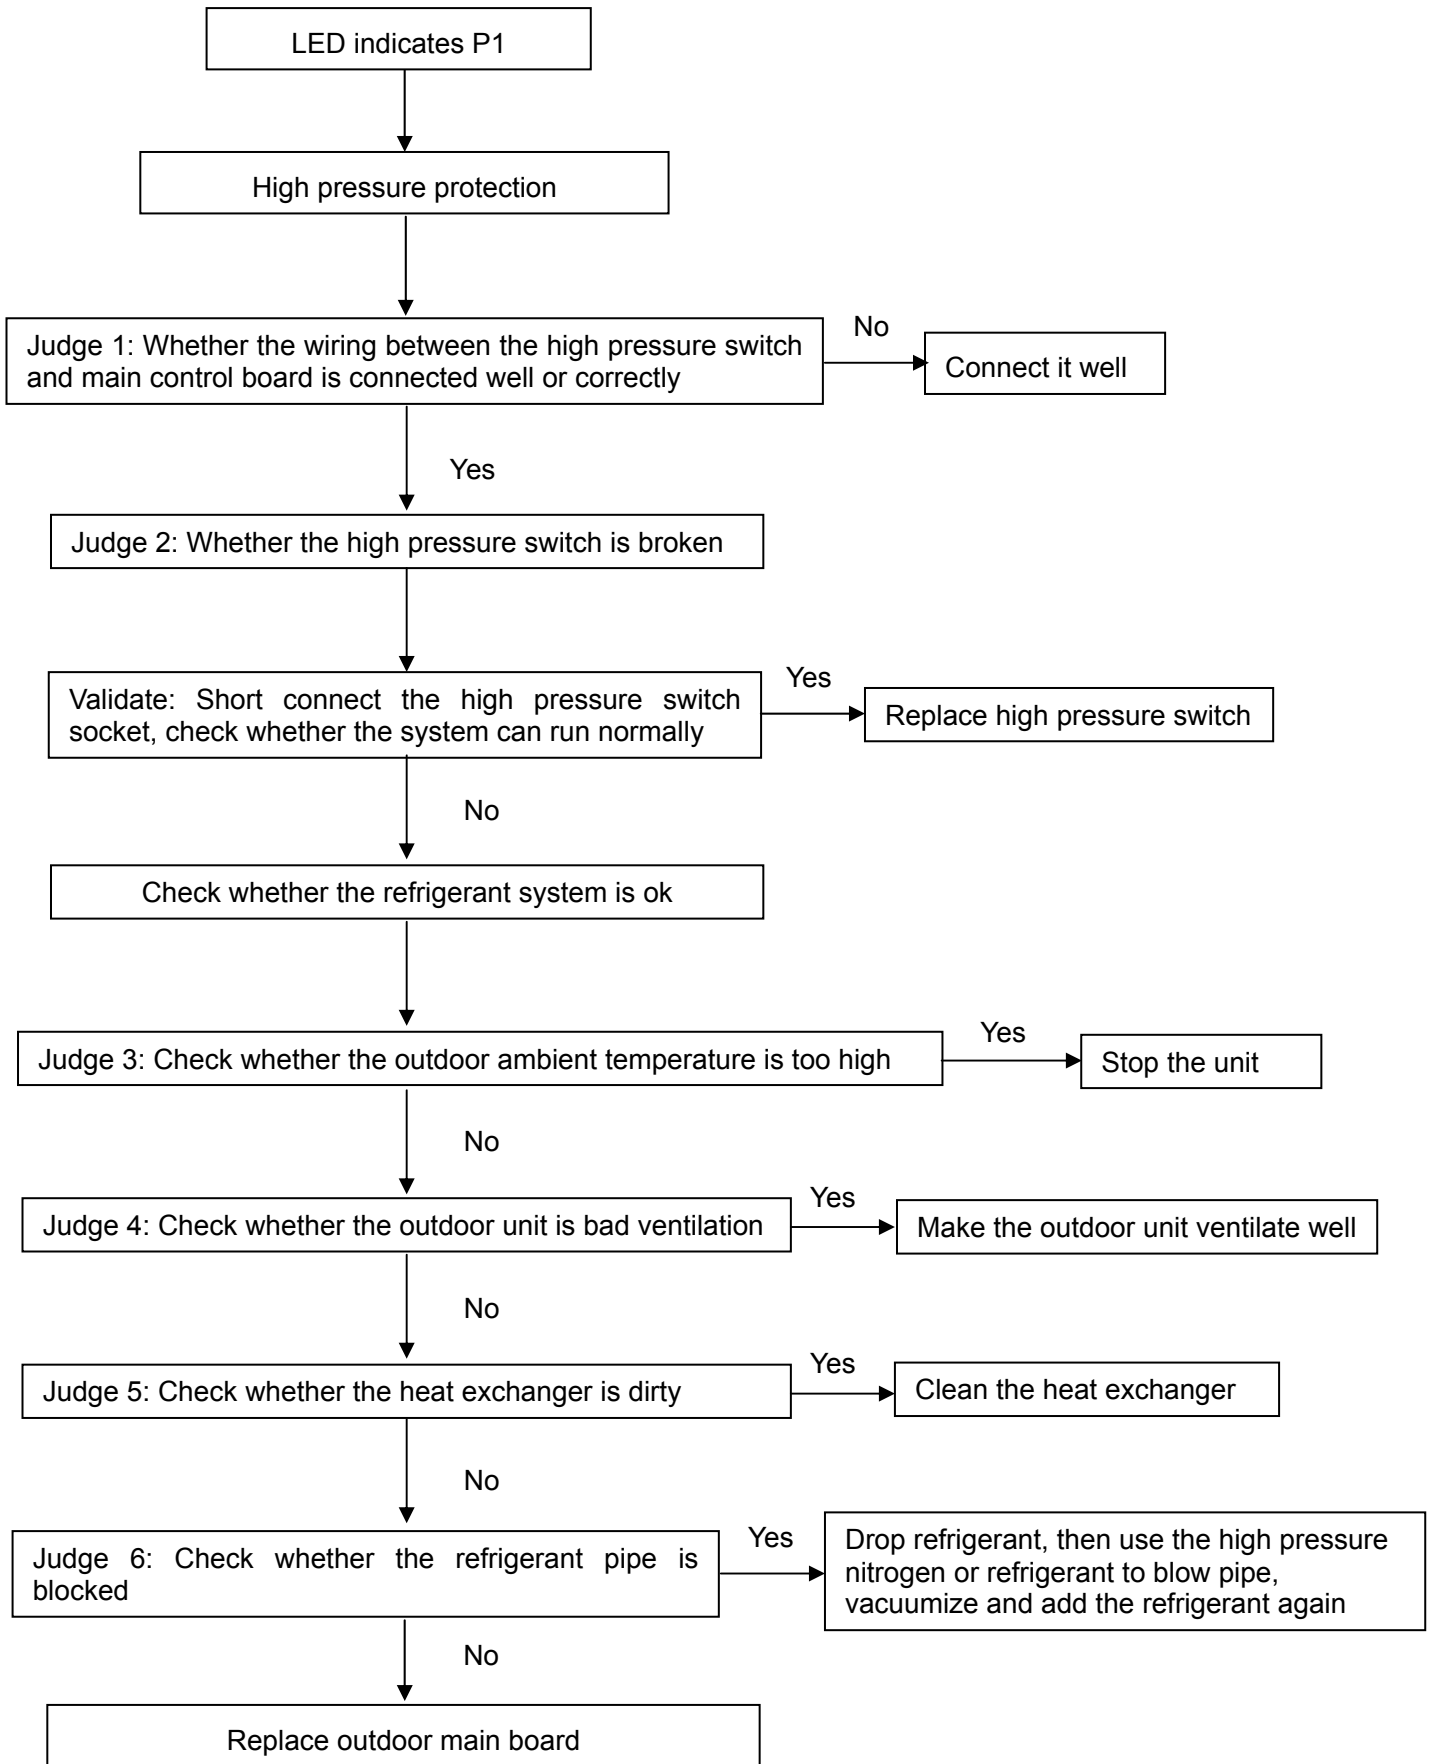 LED indicates P1
High pressure protection
Judge 1: Whether the wiring between the high pressure switch
and main control board is connected well or correctly
No
Connect it well
Yes
Judge 2: Whether the high pressure switch is broken
Validate: Short connect the high pressure switch
socket, check whether the system can run normally
Yes
Replace high pressure switch
No
Check whether the refrigerant system is ok
Judge 3: Check whether the outdoor ambient temperature is too high
Yes
Stop the unit
No
Judge 4: Check whether the outdoor unit is bad ventilation
Yes
Make the outdoor unit ventilate well
No
Judge 5: Check whether the heat exchanger is dirty
Yes
Clean the heat exchanger
No
Judge 6: Check whether the refrigerant pipe is
blocked
Yes
Drop refrigerant, then use the high pressure
nitrogen or refrigerant to blow pipe,
vacuumize and add the refrigerant again
No
Replace outdoor main board